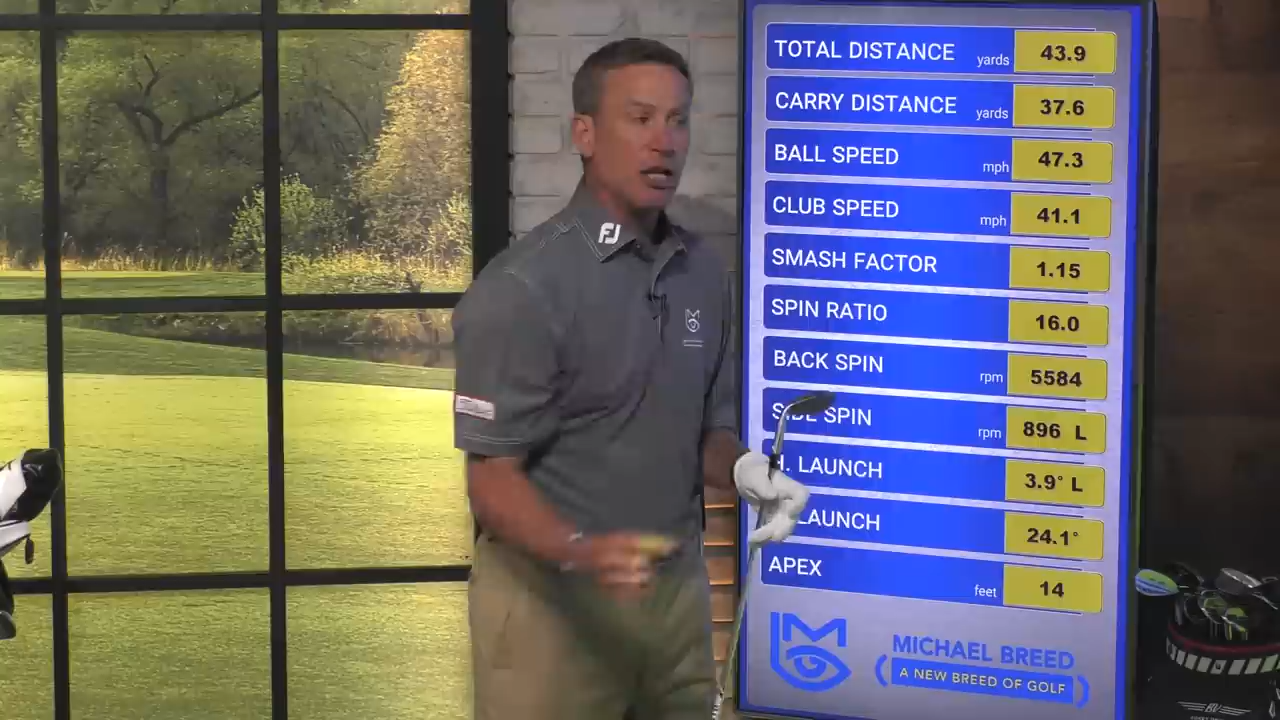 TOTAL DISTANCE yards 43.9
CARRY DISTANCE yards 37.6
BALL SPEED mph 47.3
CLUB SPEED mph 41.1
SMASH FACTOR 1.15
SPIN RATIO 16.0
BACK SPIN rpm 5584
SIDE SPIN rpm 896 L
H. LAUNCH 3.9° L
LAUNCH 24.1°
APEX feet 14
MICHAEL BREED
A NEW BREED OF GOLF
FJ
BV